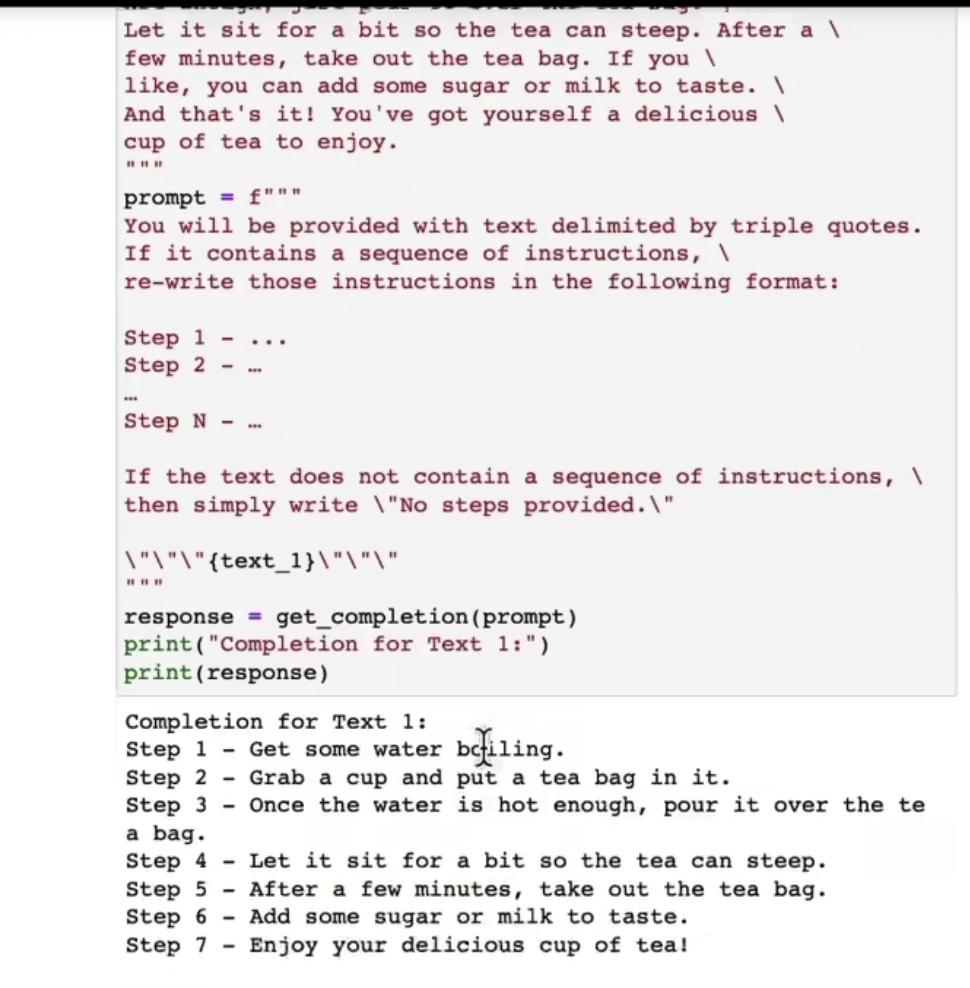 Let it sit for a bit so the tea can steep. After a \
few minutes, take out the tea bag. If you \
like, you can add some sugar or milk to taste. \
And that's it! You've got yourself a delicious \
cup of tea to enjoy.
"""
prompt = f"""
You will be provided with text delimited by triple quotes.
If it contains a sequence of instructions, \
re-write those instructions in the following format:
Step 1 - ...
Step 2 - …
…
Step N - …
If the text does not contain a sequence of instructions, \
then simply write \"No steps provided.\"
\"\"\"{text_1}\"\"\"
"""
response = get_completion(prompt)
print("Completion for Text 1:")
print(response)
Completion for Text 1:
Step 1 - Get some water boiling.
Step 2 - Grab a cup and put a tea bag in it.
Step 3 - Once the water is hot enough, pour it over the te
a bag.
Step 4 - Let it sit for a bit so the tea can steep.
Step 5 - After a few minutes, take out the tea bag.
Step 6 - Add some sugar or milk to taste.
Step 7 - Enjoy your delicious cup of tea!